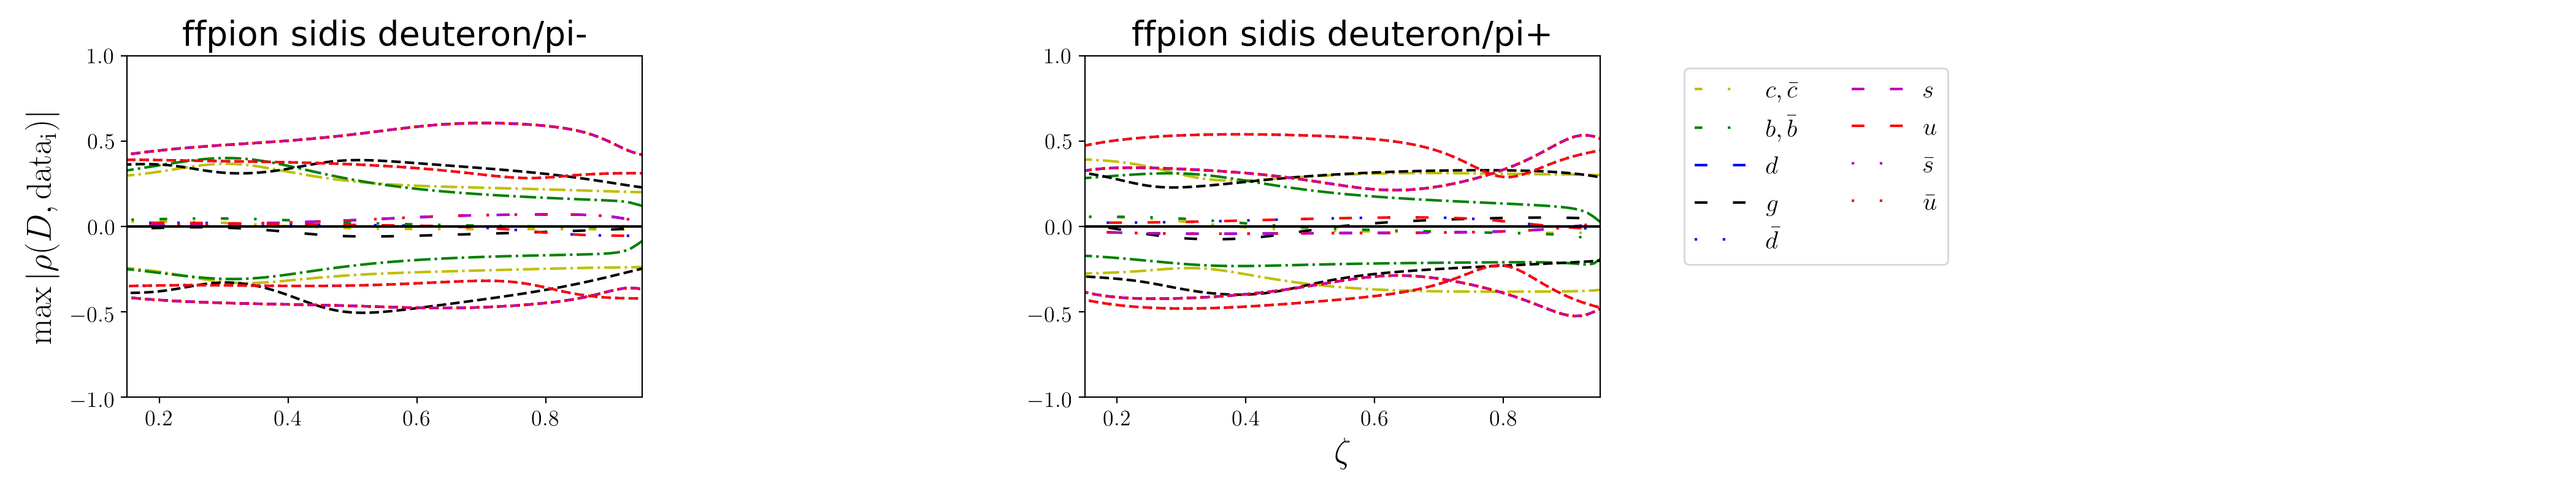 ffpion sidis deuteron/pi-
max |ρ(D, data_i)|
1.0
0.5
0.0
−0.5
−1.0
0.2 0.4 0.6 0.8
ffpion sidis deuteron/pi+
1.0
0.5
0.0
−0.5
−1.0
0.2 0.4 0.6 0.8
ζ
c, c̄
b, b̄
d
g
d̄
s
u
s̄
ū